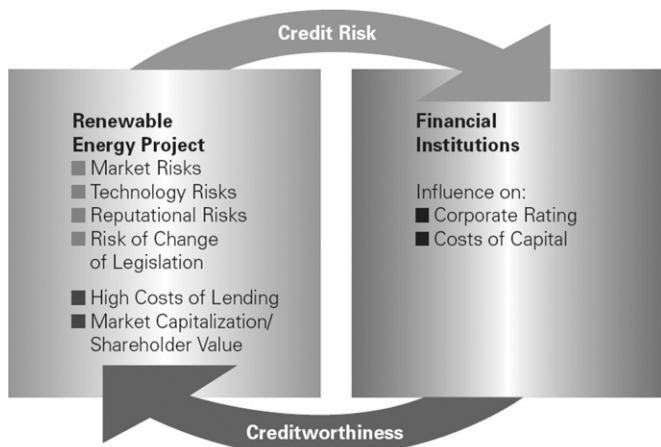 Credit Risk
Renewable
Energy Project
Market Risks
Technology Risks
Reputational Risks
Risk of Change
of Legislation
High Costs of Lending
Market Capitalization/
Shareholder Value
Financial
Institutions
Influence on:
Corporate Rating
Costs of Capital
Creditworthiness